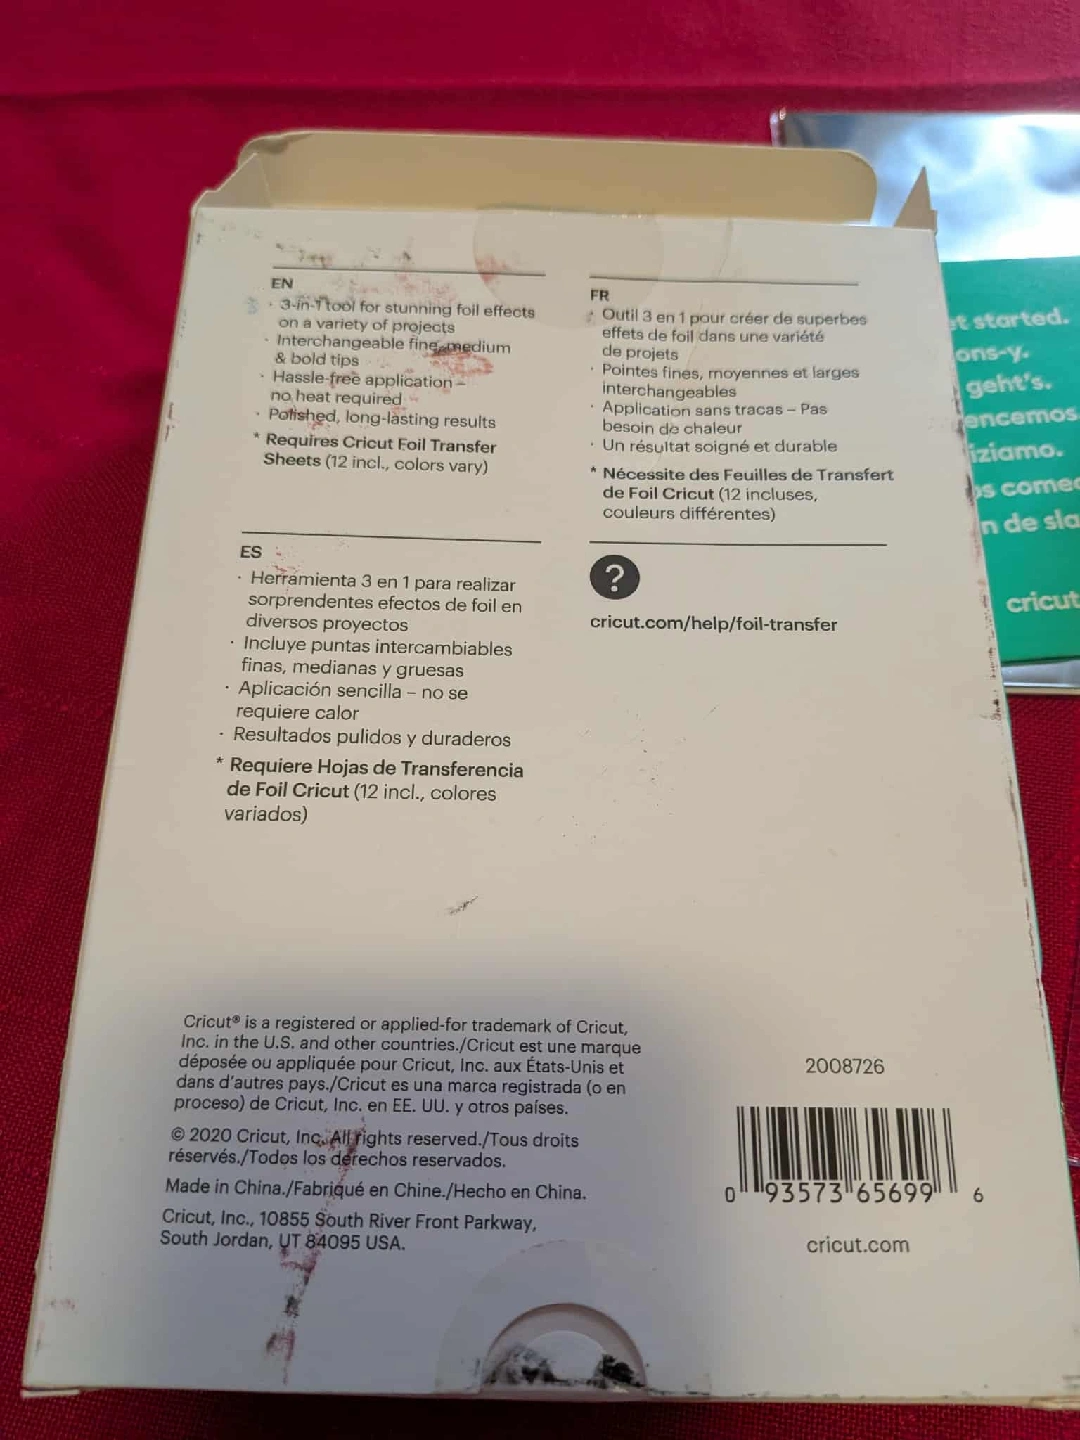 EN
· 3-in-1 tool for stunning foil effects
on a variety of projects
· Interchangeable fine, medium
& bold tips
· Hassle-free application –
no heat required
· Polished, long-lasting results
* Requires Cricut Foil Transfer
Sheets (12 incl., colors vary)
FR
· Outil 3 en 1 pour créer de superbes
effets de foil dans une variété
de projets
· Pointes fines, moyennes et larges
interchangeables
· Application sans tracas – Pas
besoin de chaleur
· Un résultat soigné et durable
* Nécessite des Feuilles de Transfert
de Foil Cricut (12 incluses,
couleurs différentes)
ES
· Herramienta 3 en 1 para realizar
sorprendentes efectos de foil en
diversos proyectos
· Incluye puntas intercambiables
finas, medianas y gruesas
· Aplicación sencilla – no se
requiere calor
· Resultados pulidos y duraderos
* Requiere Hojas de Transferencia
de Foil Cricut (12 incl., colores
variados)
?
cricut.com/help/foil-transfer
Cricut® is a registered or applied-for trademark of Cricut,
Inc. in the U.S. and other countries./Cricut est une marque
déposée ou appliquée pour Cricut, Inc. aux États-Unis et
dans d'autres pays./Cricut es una marca registrada (o en
proceso) de Cricut, Inc. en EE. UU. y otros países.
© 2020 Cricut, Inc. All rights reserved./Tous droits
réservés./Todos los derechos reservados.
Made in China./Fabriqué en Chine./Hecho en China.
Cricut, Inc., 10855 South River Front Parkway,
South Jordan, UT 84095 USA.
2008726
0 93573 65699 6
cricut.com
started.
ons-y.
geht's.
encemos
iziamo.
s come
n de sla
cricut